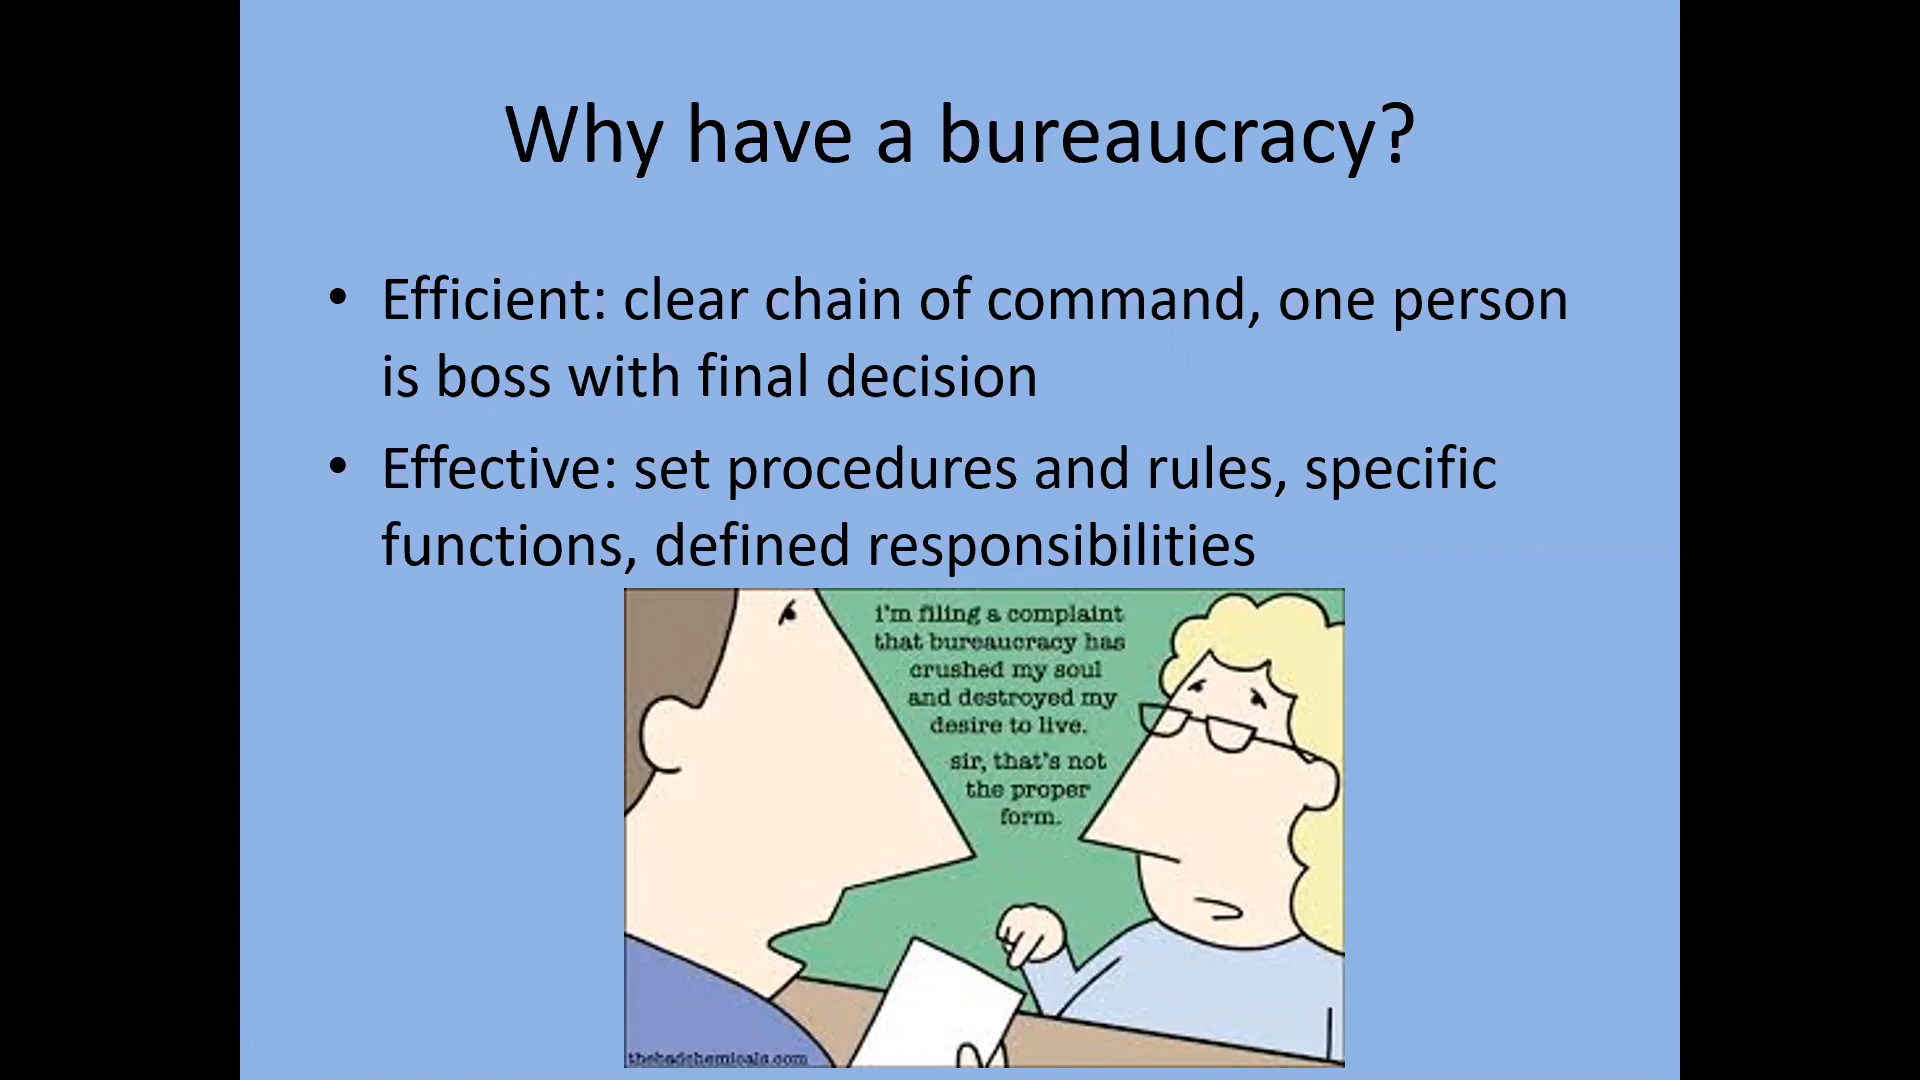 Why have a bureaucracy?
• Efficient: clear chain of command, one person
is boss with final decision
• Effective: set procedures and rules, specific
functions, defined responsibilities
i'm filing a complaint
that bureaucracy has
crushed my soul
and destroyed my
desire to live.
sir, that's not
the proper
form.
thebadchemicals.com